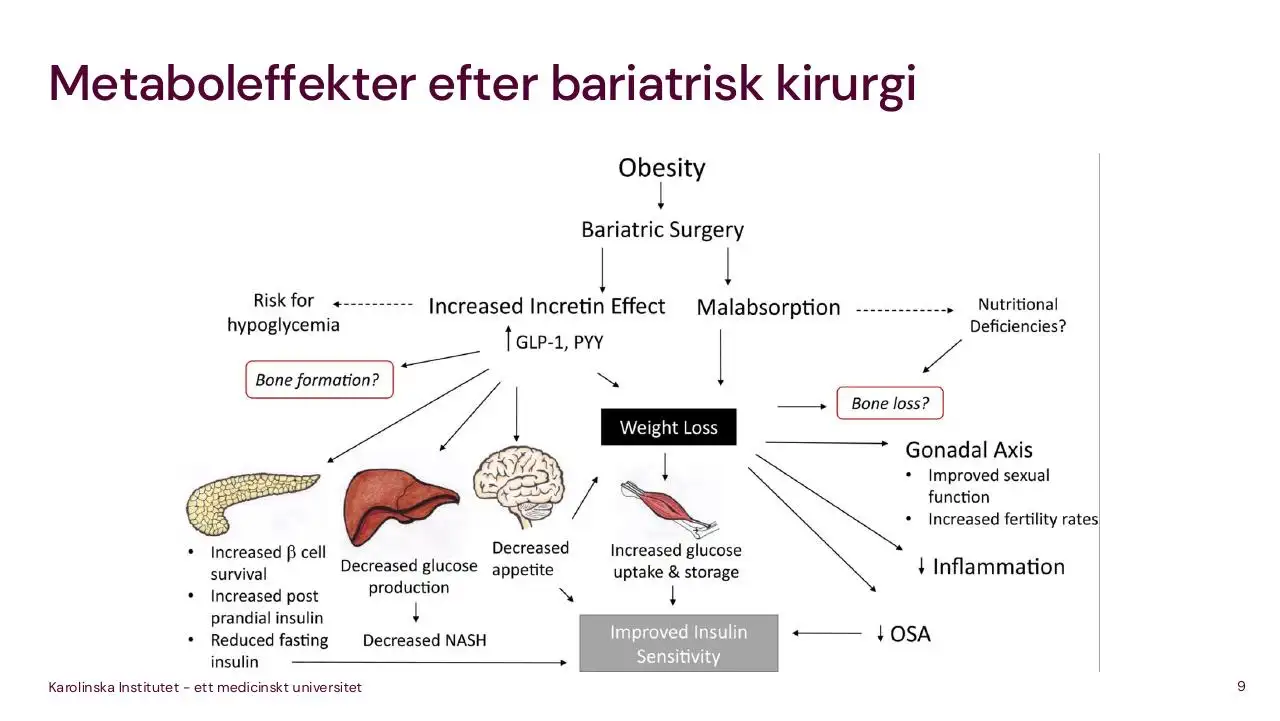 Metaboleffekter efter bariatrisk kirurgi
Obesity
Bariatric Surgery
Risk for
hypoglycemia
Increased Incretin Effect
Malabsorption
Nutritional
Deficiencies?
GLP-1, PYY
Bone formation?
Bone loss?
Weight Loss
Gonadal Axis
• Improved sexual
function
• Increased fertility rates
• Increased β cell
survival
• Increased post
prandial insulin
• Reduced fasting
insulin
Decreased glucose
production
Decreased NASH
Decreased
appetite
Increased glucose
uptake & storage
Inflammation
OSA
Improved Insulin
Sensitivity
Karolinska Institutet - ett medicinskt universitet
9